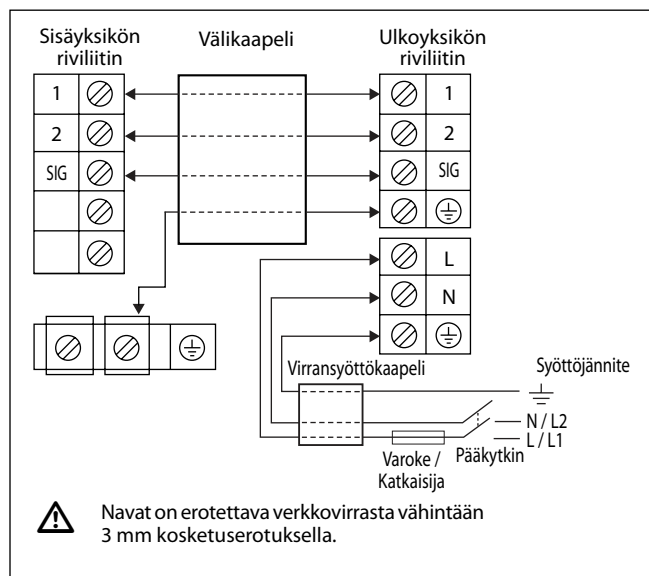 Sisäyksikön
riviliitin
Välikaapeli
Ulkoyksikön
riviliitin
1
2
SIG
1
2
SIG
L
N
Virransyöttökaapeli
Syöttöjännite
N / L2
L / L1
Varoke /
Katkaisija
Pääkytkin
Navat on erotettava verkkovirrasta vähintään
3 mm kosketuserotuksella.